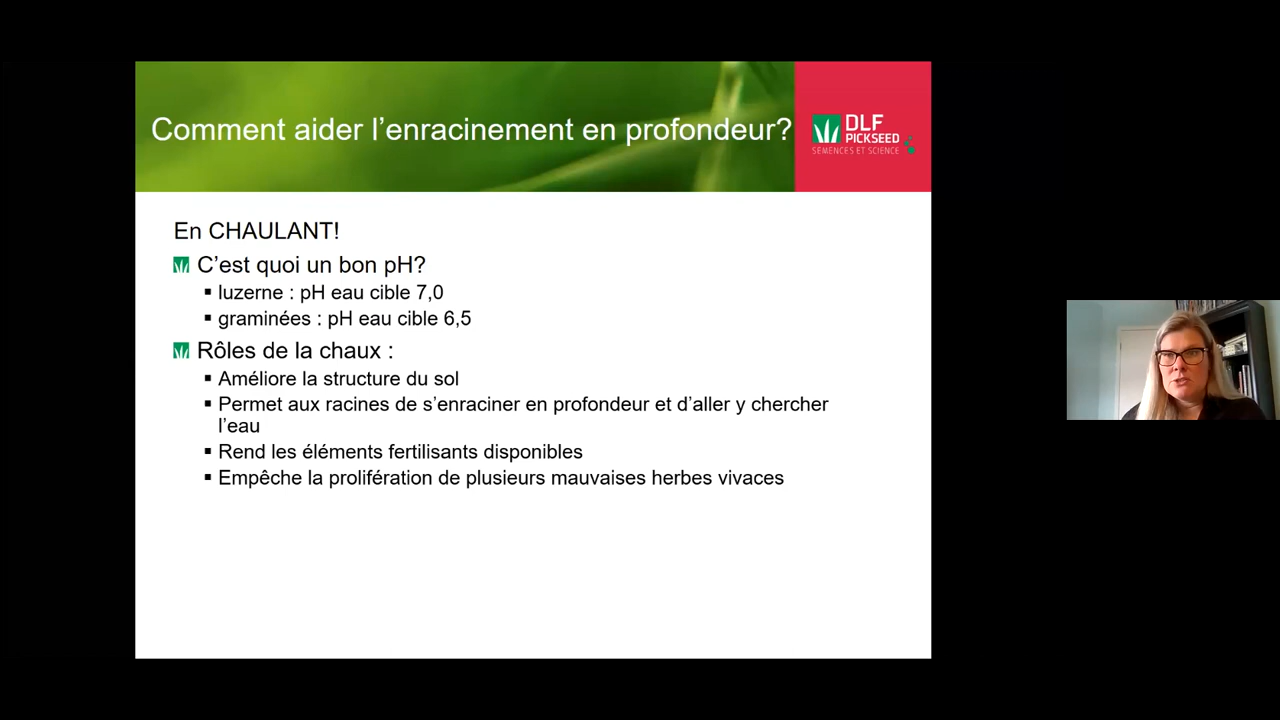 Comment aider l’enracinement en profondeur?
DLF
PICKSEED
SEMENCES ET SCIENCE
En CHAULANT!
C’est quoi un bon pH?
▪ luzerne : pH eau cible 7,0
▪ graminées : pH eau cible 6,5
Rôles de la chaux :
▪ Améliore la structure du sol
▪ Permet aux racines de s’enraciner en profondeur et d’aller y chercher
l’eau
▪ Rend les éléments fertilisants disponibles
▪ Empêche la prolifération de plusieurs mauvaises herbes vivaces